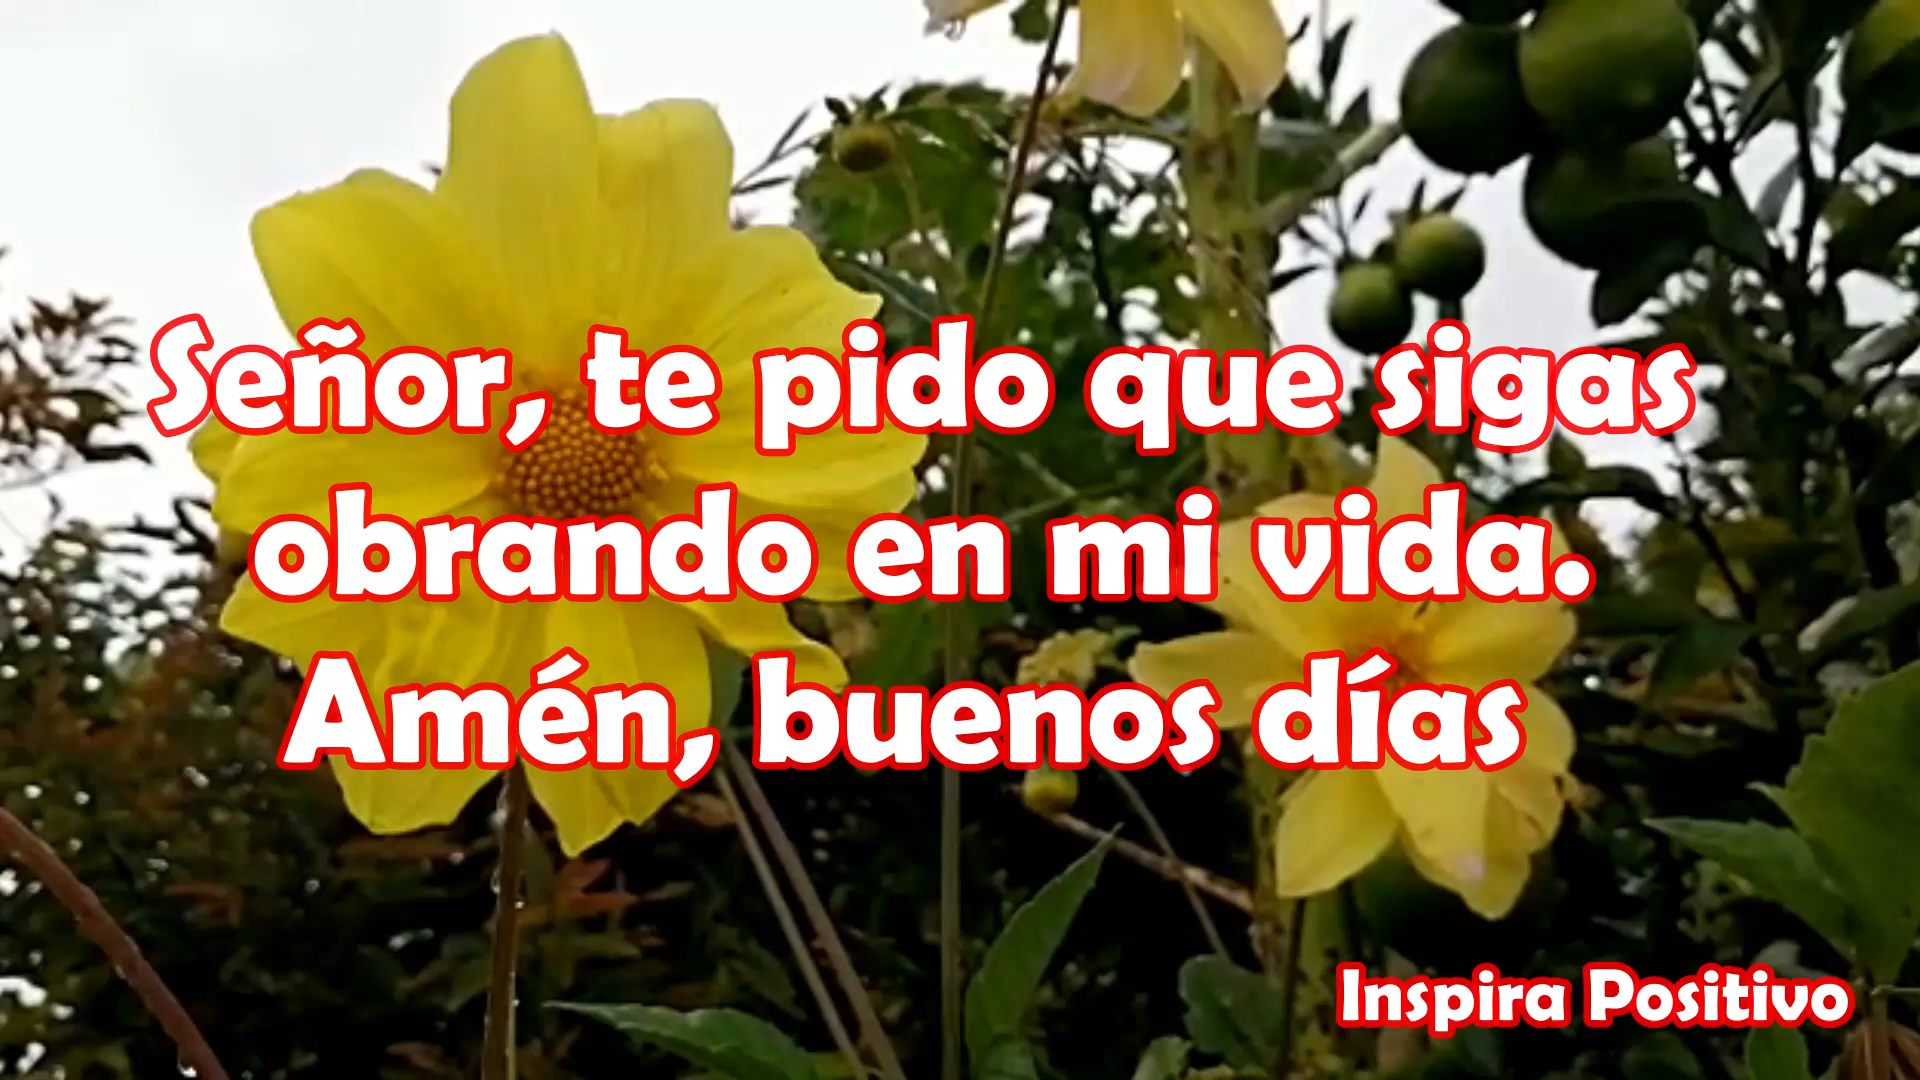 Señor, te pido que sigas
obrando en mi vida.
Amén, buenos días
Inspira Positivo